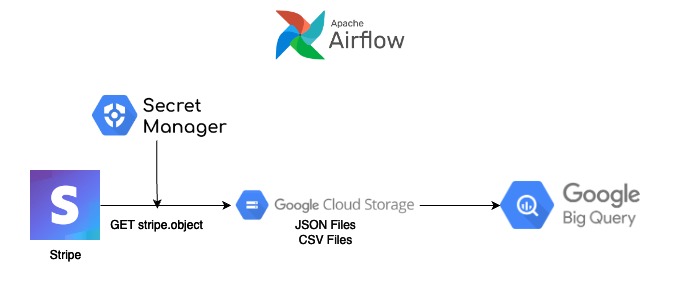 Apache
Airflow
Secret
Manager
S
GET stripe.object
Stripe
Google Cloud Storage
JSON Files
CSV Files
Google
Big Query